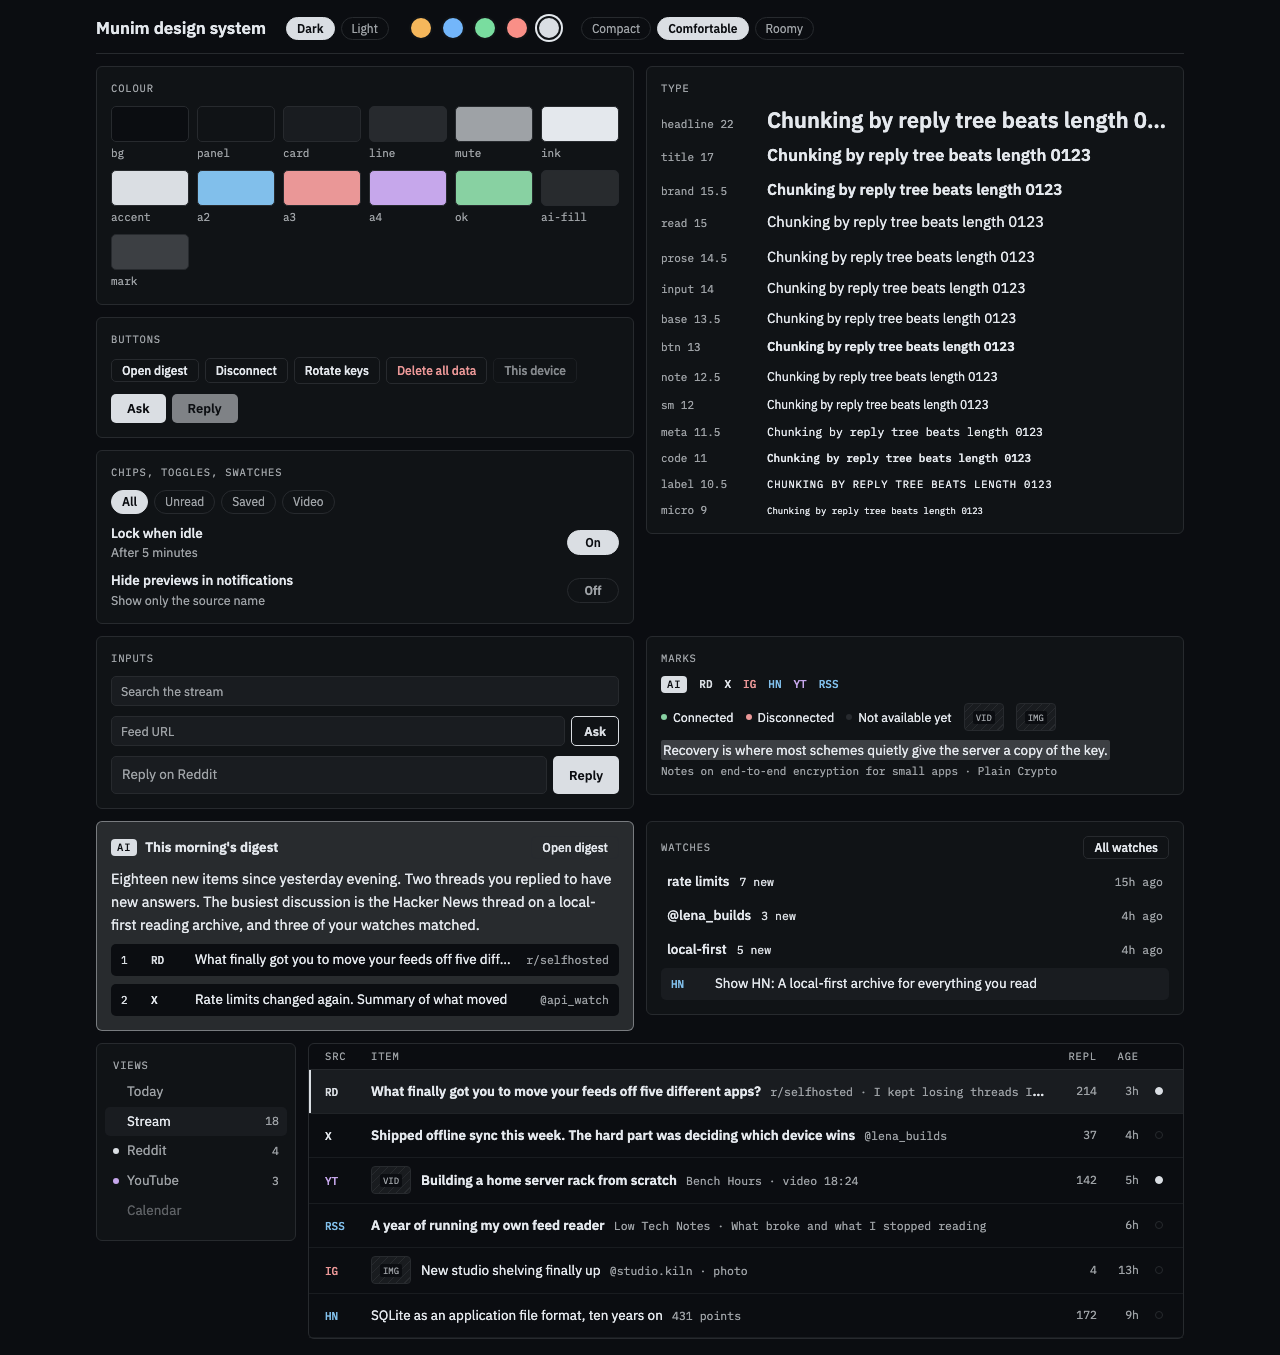 Munim design system Dark Light Compact Comfortable Roomy
COLOUR
bg panel card line mute ink
accent a2 a3 a4 ok ai-fill
mark
TYPE
headline 22 Chunking by reply tree beats length 0...
title 17 Chunking by reply tree beats length 0123
brand 15.5 Chunking by reply tree beats length 0123
read 15 Chunking by reply tree beats length 0123
prose 14.5 Chunking by reply tree beats length 0123
input 14 Chunking by reply tree beats length 0123
base 13.5 Chunking by reply tree beats length 0123
btn 13 Chunking by reply tree beats length 0123
note 12.5 Chunking by reply tree beats length 0123
sm 12 Chunking by reply tree beats length 0123
meta 11.5 Chunking by reply tree beats length 0123
code 11 Chunking by reply tree beats length 0123
label 10.5 CHUNKING BY REPLY TREE BEATS LENGTH 0123
micro 9 Chunking by reply tree beats length 0123
BUTTONS
Open digest Disconnect Rotate keys Delete all data This device
Ask Reply
CHIPS, TOGGLES, SWATCHES
All Unread Saved Video
Lock when idle
After 5 minutes
On
Hide previews in notifications
Show only the source name
Off
INPUTS
Search the stream
Feed URL Ask
Reply on Reddit Reply
MARKS
AI RD X IG HN YT RSS
Connected Disconnected Not available yet VID IMG
Recovery is where most schemes quietly give the server a copy of the key.
Notes on end-to-end encryption for small apps · Plain Crypto
AI This morning's digest Open digest
Eighteen new items since yesterday evening. Two threads you replied to have
new answers. The busiest discussion is the Hacker News thread on a local-
first reading archive, and three of your watches matched.
1 RD What finally got you to move your feeds off five diff... r/selfhosted
2 X Rate limits changed again. Summary of what moved @api_watch
WATCHES All watches
rate limits 7 new 15h ago
@lena_builds 3 new 4h ago
local-first 5 new 4h ago
HN Show HN: A local-first archive for everything you read
VIEWS
Today
Stream 18
Reddit 4
YouTube 3
Calendar
SRC ITEM REPL AGE
RD What finally got you to move your feeds off five different apps? r/selfhosted · I kept losing threads I... 214 3h
X Shipped offline sync this week. The hard part was deciding which device wins @lena_builds 37 4h
YT VID Building a home server rack from scratch Bench Hours · video 18:24 142 5h
RSS A year of running my own feed reader Low Tech Notes · What broke and what I stopped reading 6h
IG IMG New studio shelving finally up @studio.kiln · photo 4 13h
HN SQLite as an application file format, ten years on 431 points 172 9h